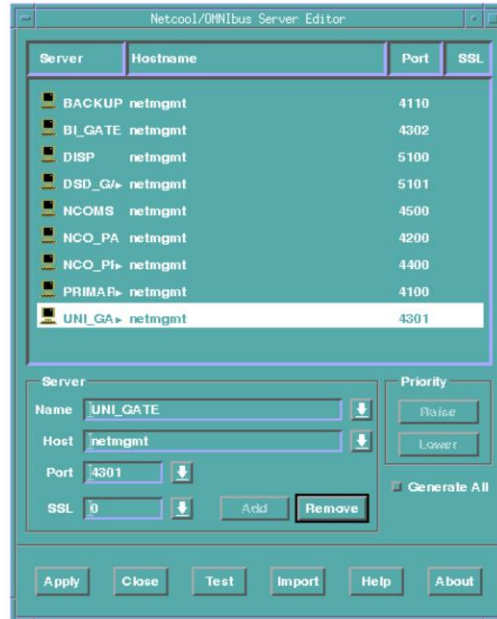 Netcool/OMNIbus Server Editor
Server Hostname Port SSL
BACKUP netmgmt 4110
BI_GATE netmgmt 4302
DISP netmgmt 5100
DSD_GA netmgmt 5101
NCOMS netmgmt 4500
NCO_PA netmgmt 4200
NCO_PR netmgmt 4400
PRIMAR netmgmt 4100
UNI_GA netmgmt 4301
Server
Priority
Name UNI_GATE
Raise
Host netmgmt
Lower
Port 4301
Generate All
SSL 0 Add Remove
Apply Close Test Import Help About